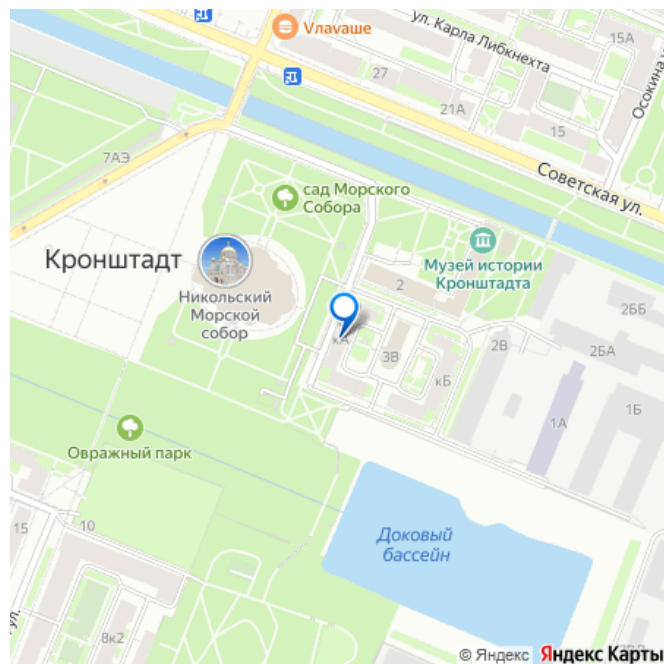 Vлаваше
ул. Карла Либкнехта
15А
27
21А
15
Осокина
Советская ул.
7АЭ
сад Морского
Собора
Кронштадт
Никольский
Морской
собор
Музей истории
Кронштадта
2
кА
3В
кБ
2В
2ББ
2БА
1А
1Б
Овражный парк
Доковый
бассейн
15
10
8к2
ул.
© Яндекс Яндекс Карты